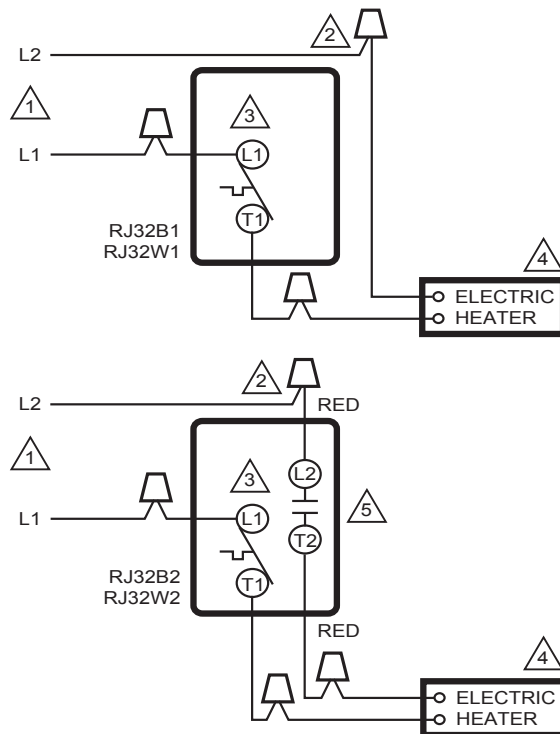 2
L2
1
3
L1
L1
T1
RJ32B1
RJ32W1
4
ELECTRIC
HEATER
2
L2
RED
1
3
L2
5
L1
L1
T2
T1
RJ32B2
RJ32W2
RED
4
ELECTRIC
HEATER